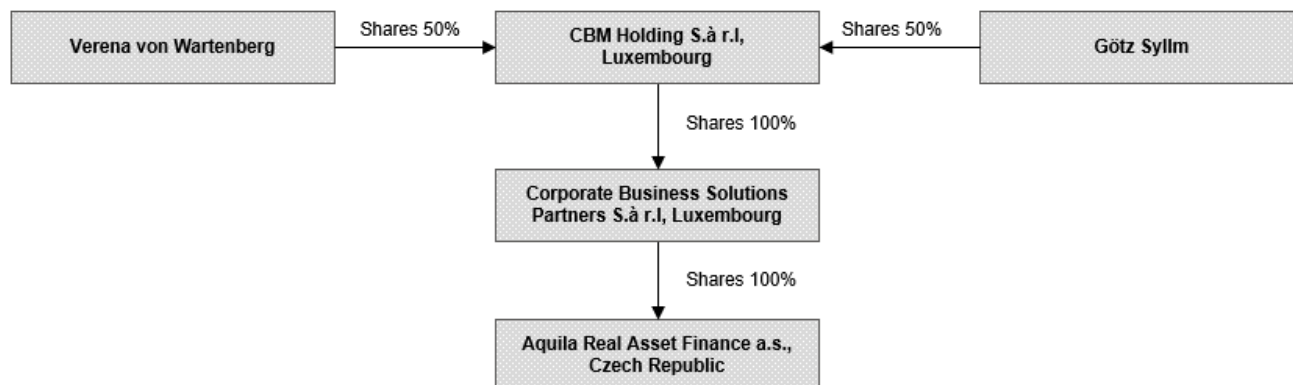 Verena von Wartenberg
Shares 50%
CBM Holding S.à r.l,
Luxembourg
Shares 50%
Götz Syllm
Shares 100%
Corporate Business Solutions
Partners S.à r.l, Luxembourg
Shares 100%
Aquila Real Asset Finance a.s.,
Czech Republic